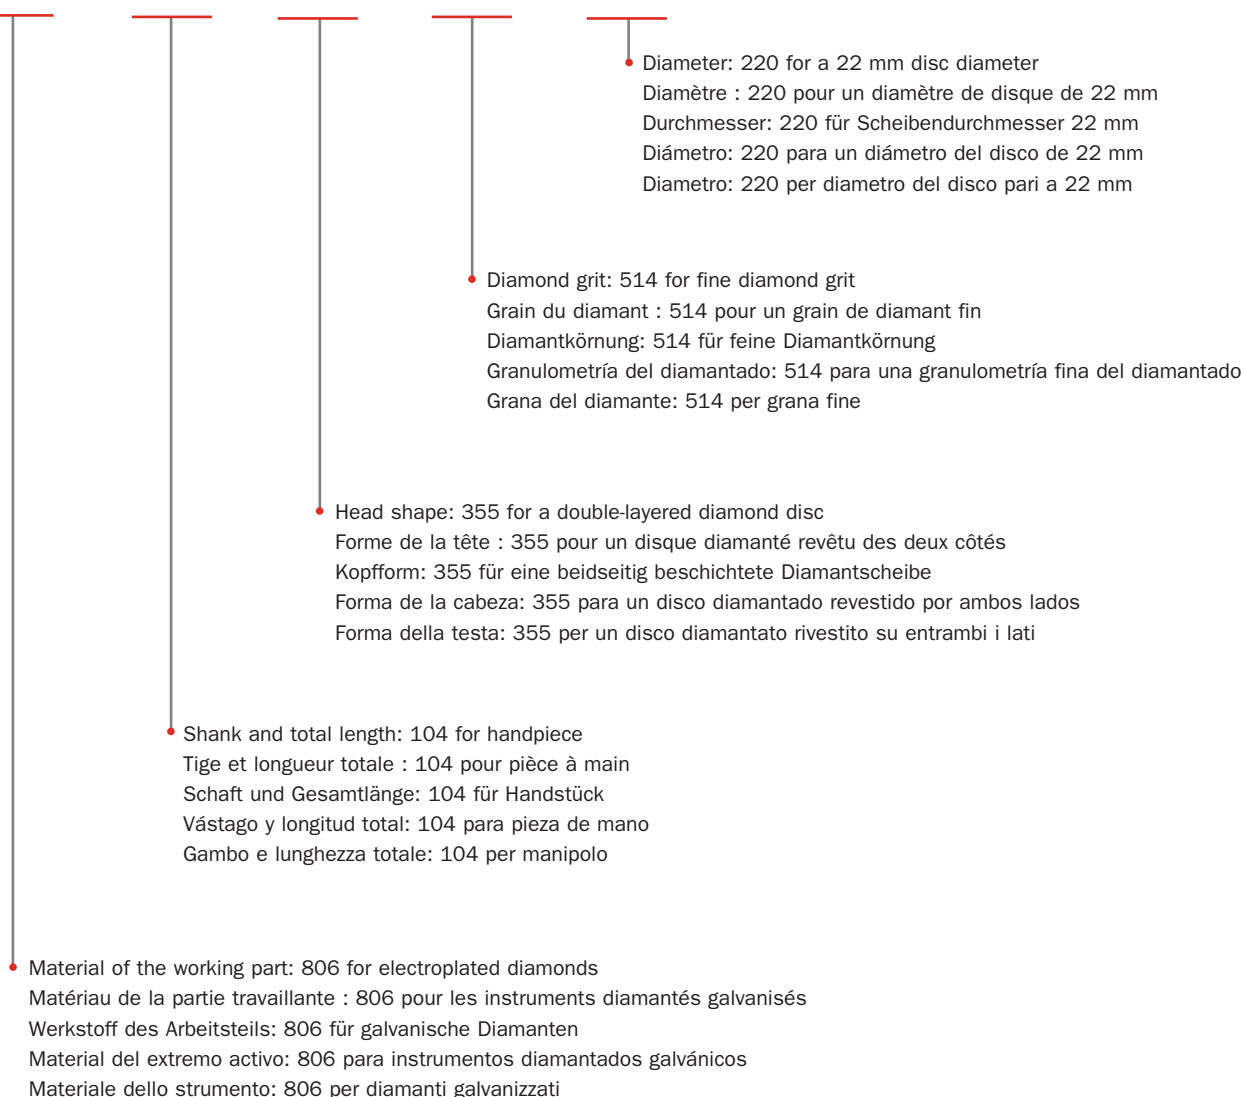 Diameter: 220 for a 22 mm disc diameter
Diamètre : 220 pour un diamètre de disque de 22 mm
Durchmesser: 220 für Scheibendurchmesser 22 mm
Diámetro: 220 para un diámetro del disco de 22 mm
Diametro: 220 per diametro del disco pari a 22 mm
Diamond grit: 514 for fine diamond grit
Grain du diamant : 514 pour un grain de diamant fin
Diamantkörnung: 514 für feine Diamantkörnung
Granulometría del diamantado: 514 para una granulometría fina del diamantado
Grana del diamante: 514 per grana fine
Head shape: 355 for a double-layered diamond disc
Forme de la tête : 355 pour un disque diamanté revêtu des deux côtés
Kopfform: 355 für eine beidseitig beschichtete Diamantscheibe
Forma de la cabeza: 355 para un disco diamantado revestido por ambos lados
Forma della testa: 355 per un disco diamantato rivestito su entrambi i lati
Shank and total length: 104 for handpiece
Tige et longueur totale : 104 pour pièce à main
Schaft und Gesamtlänge: 104 für Handstück
Vástago y longitud total: 104 para pieza de mano
Gambo e lunghezza totale: 104 per manipolo
Material of the working part: 806 for electroplated diamonds
Matériau de la partie travaillante : 806 pour les instruments diamantés galvanisés
Werkstoff des Arbeitsteils: 806 für galvanische Diamanten
Material del extremo activo: 806 para instrumentos diamantados galvánicos
Materiale dello strumento: 806 per diamanti galvanizzati